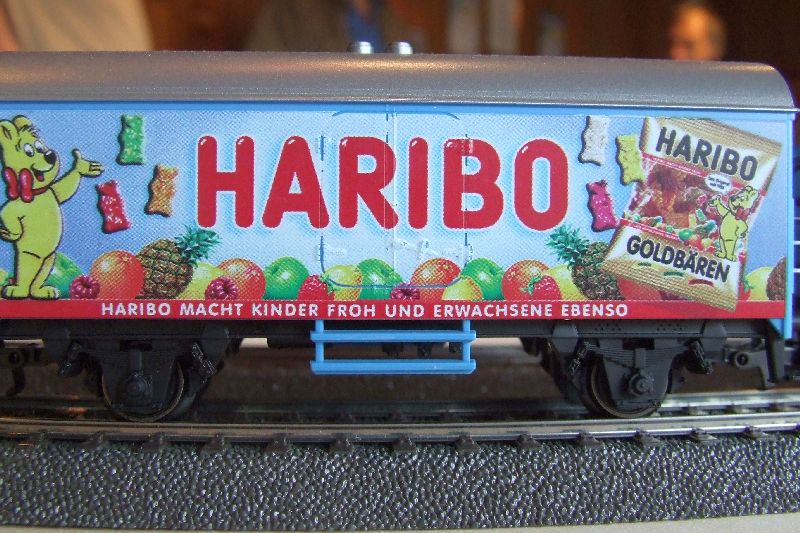 HARIBO
HARIBO
GOLDBÄREN
HARIBO MACHT KINDER FROH UND ERWACHSENE EBENSO